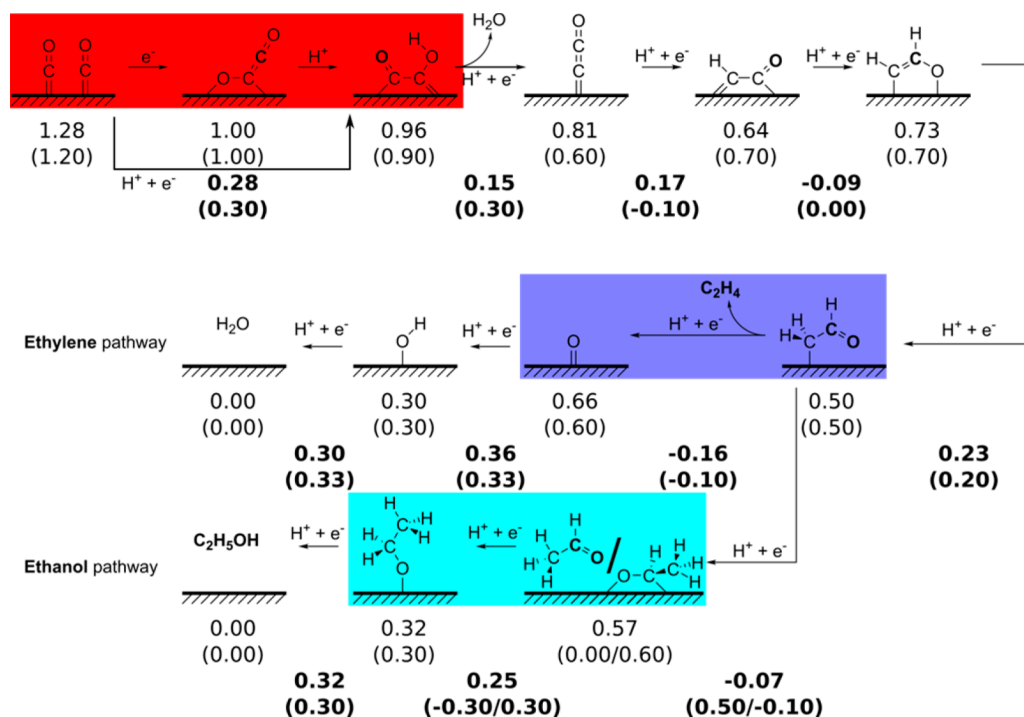 H₂O
e⁻ H⁺ H⁺ + e⁻ H⁺ + e⁻ H⁺ + e⁻
O O O O C C O C C O C C O H O C C C O H C C O H C C H O
1.28 1.00 0.96 0.81 0.64 0.73
(1.20) (1.00) (0.90) (0.60) (0.70) (0.70)
H⁺ + e⁻ 0.28 0.15 0.17 -0.09
(0.30) (0.30) (-0.10) (0.00)
C₂H₄
Ethylene pathway H₂O H⁺ + e⁻ O H H⁺ + e⁻ O H⁺ + e⁻ H H C C H O H⁺ + e⁻
0.00 0.30 0.66 0.50
(0.00) (0.30) (0.60) (0.50)
0.30 0.36 -0.16 0.23
(0.33) (0.33) (-0.10) (0.20)
Ethanol pathway C₂H₅OH H⁺ + e⁻ H C H H H C H O H⁺ + e⁻ H H C H C H O / O C H C H H H H⁺ + e⁻
0.00 0.32 0.57
(0.00) (0.30) (0.00/0.60)
0.32 0.25 -0.07
(0.30) (-0.30/0.30) (0.50/-0.10)